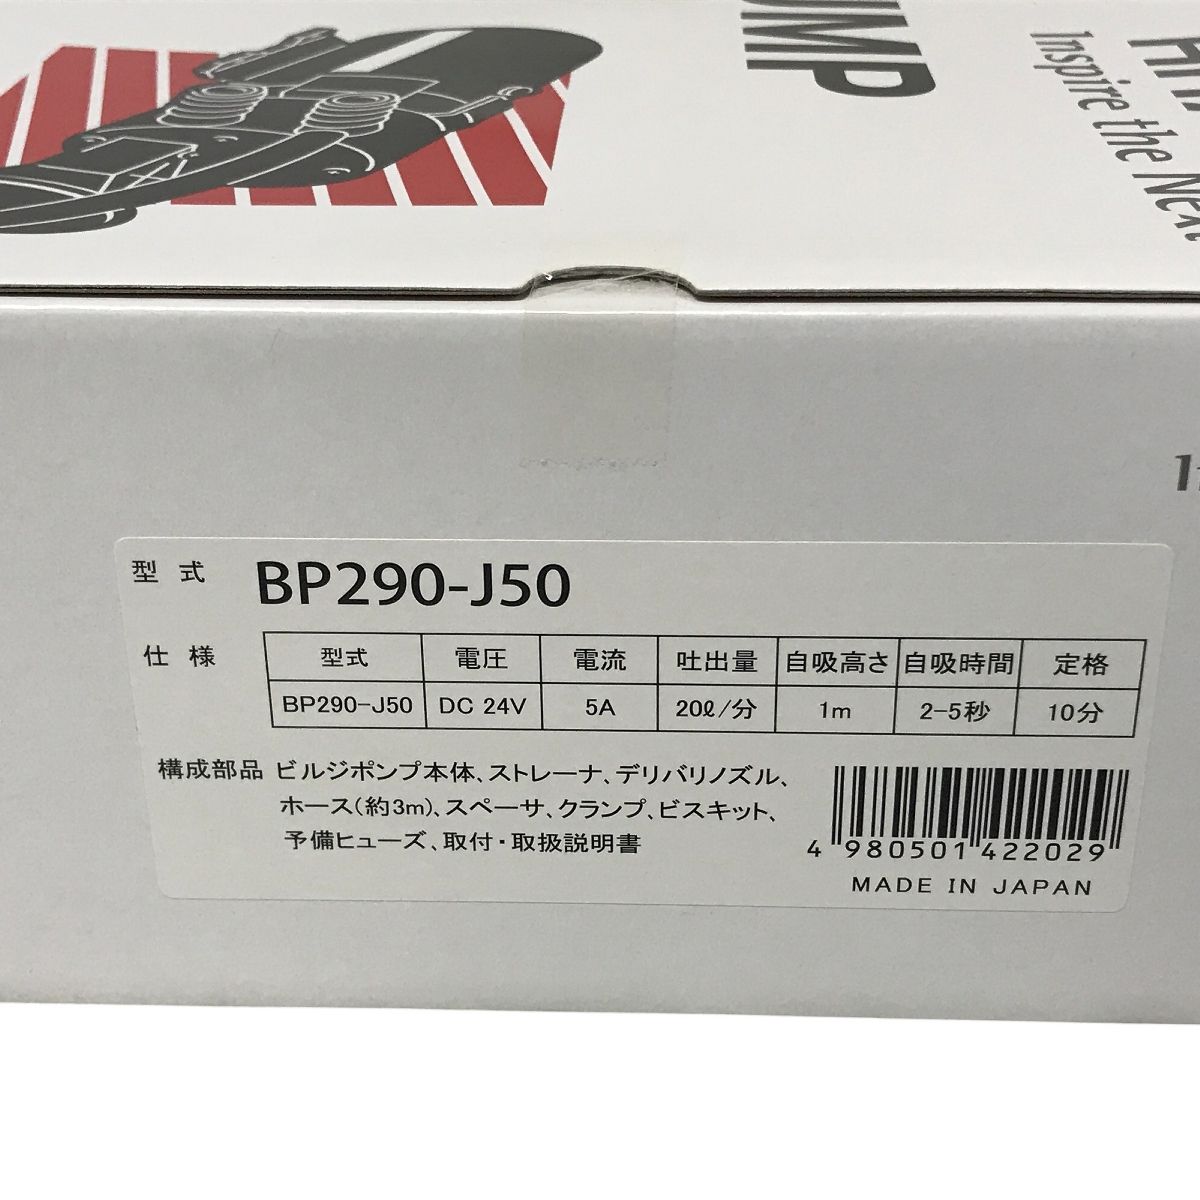 UMP
Inspire the Next
型式 BP290-J50
仕様
型式 電圧 電流 吐出量 自吸高さ 自吸時間 定格
BP290-J50 DC 24V 5A 20ℓ/分 1m 2-5秒 10分
構成部品 ビルジポンプ本体、ストレーナ、デリバリノズル、
ホース(約3m)、スペーサ、クランプ、ビスキット、
予備ヒューズ、取付・取扱説明書
4 980501 422029
MADE IN JAPAN